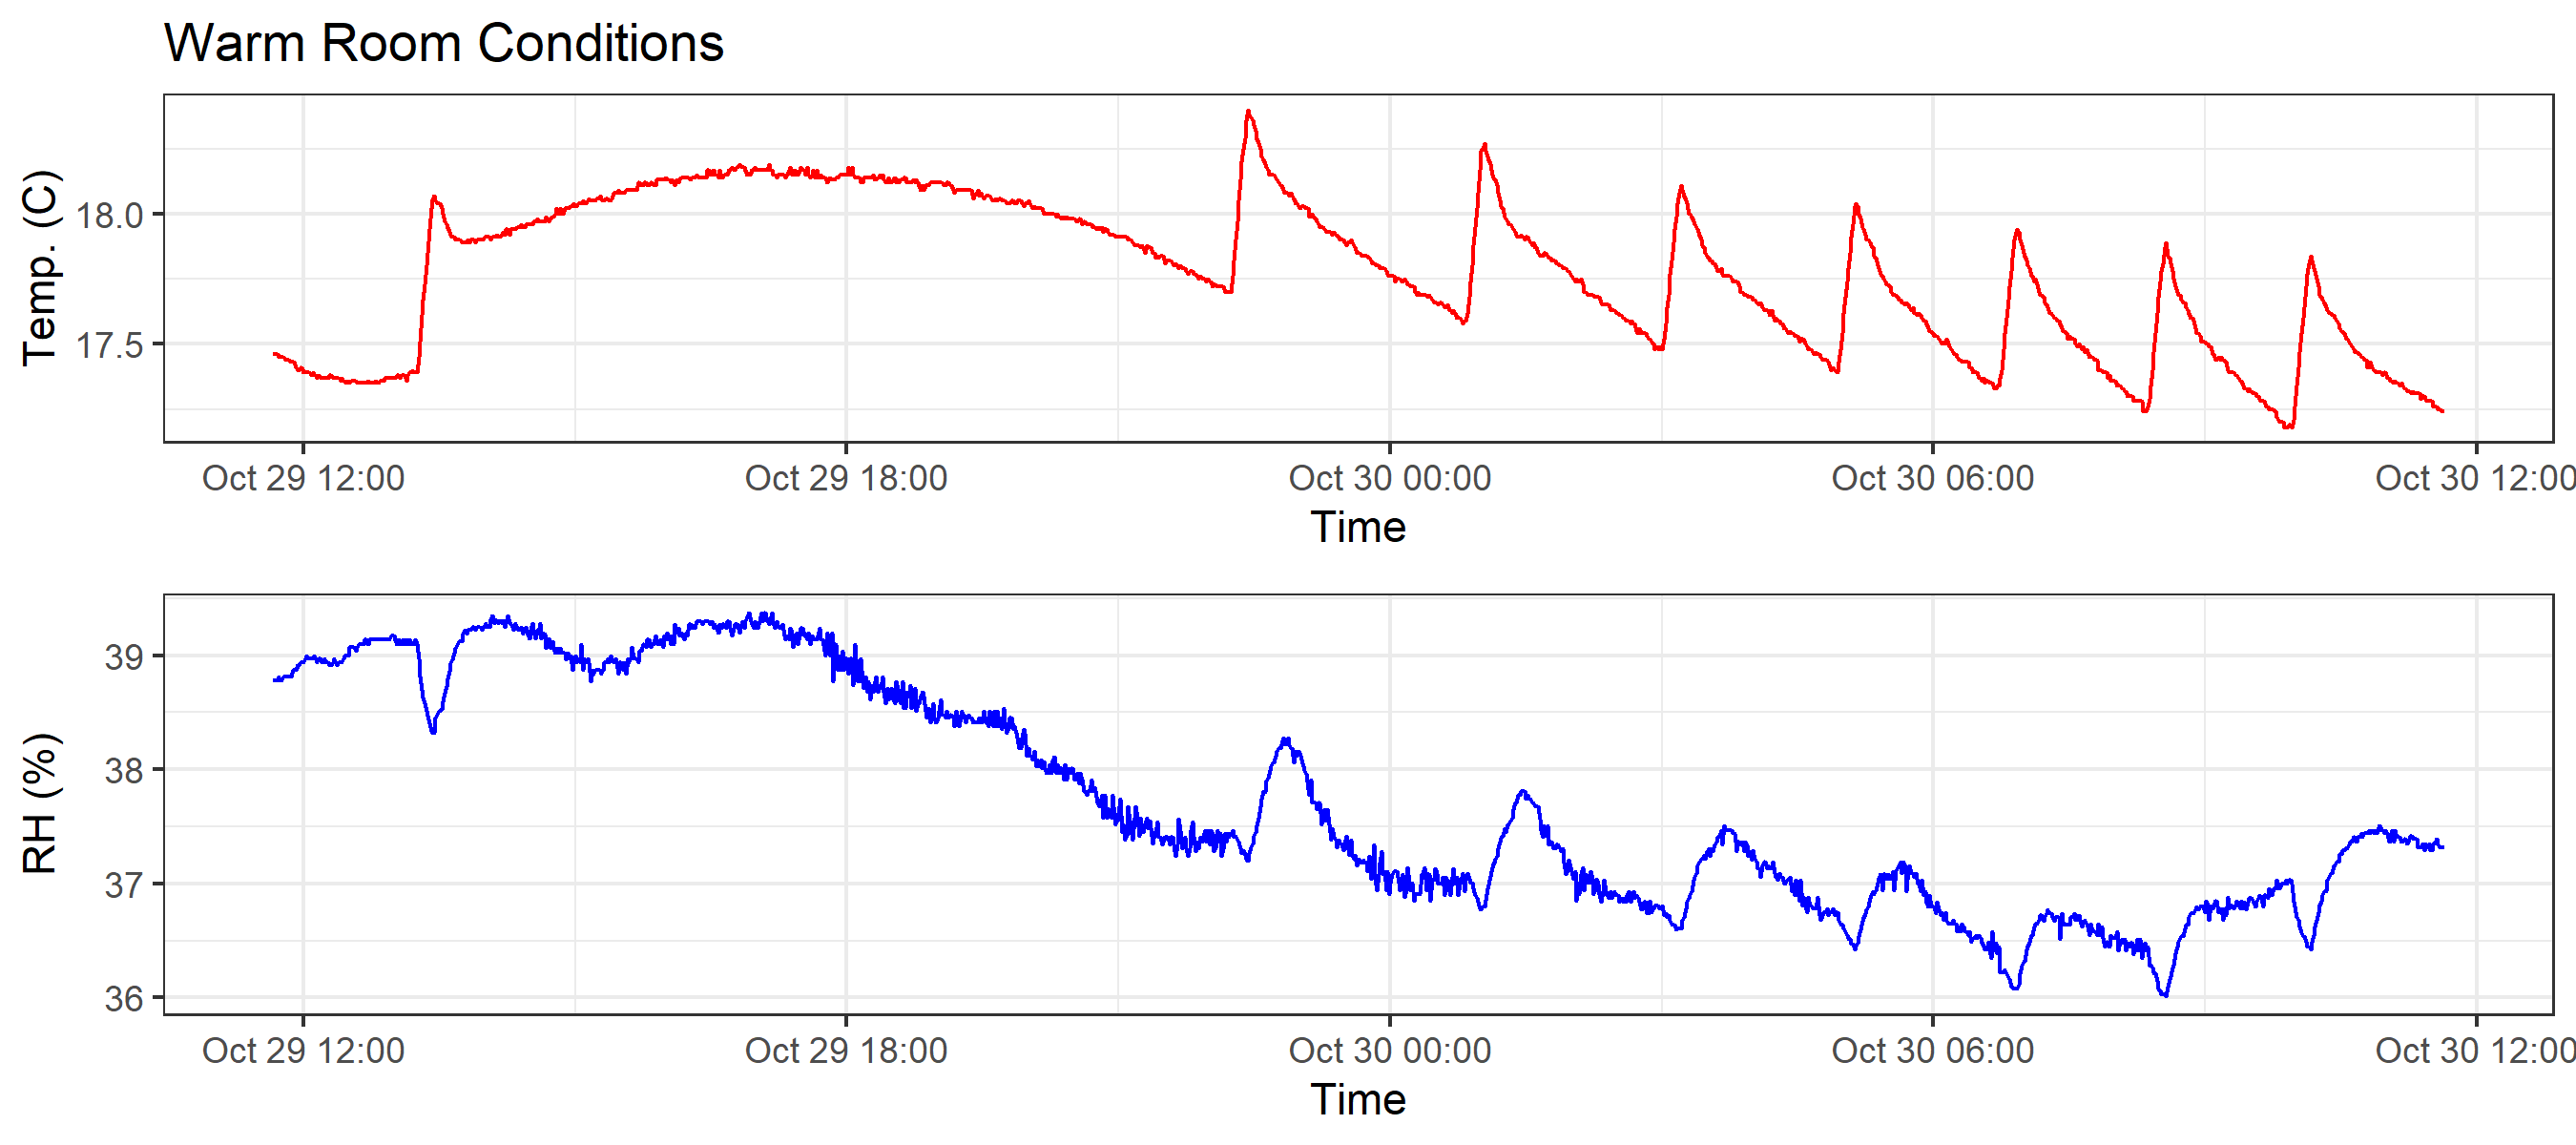 Warm Room Conditions
Temp. (C)
18.0
17.5
Oct 29 12:00 Oct 29 18:00 Oct 30 00:00 Oct 30 06:00 Oct 30 12:00
Time
RH (%)
39
38
37
36
Oct 29 12:00 Oct 29 18:00 Oct 30 00:00 Oct 30 06:00 Oct 30 12:00
Time